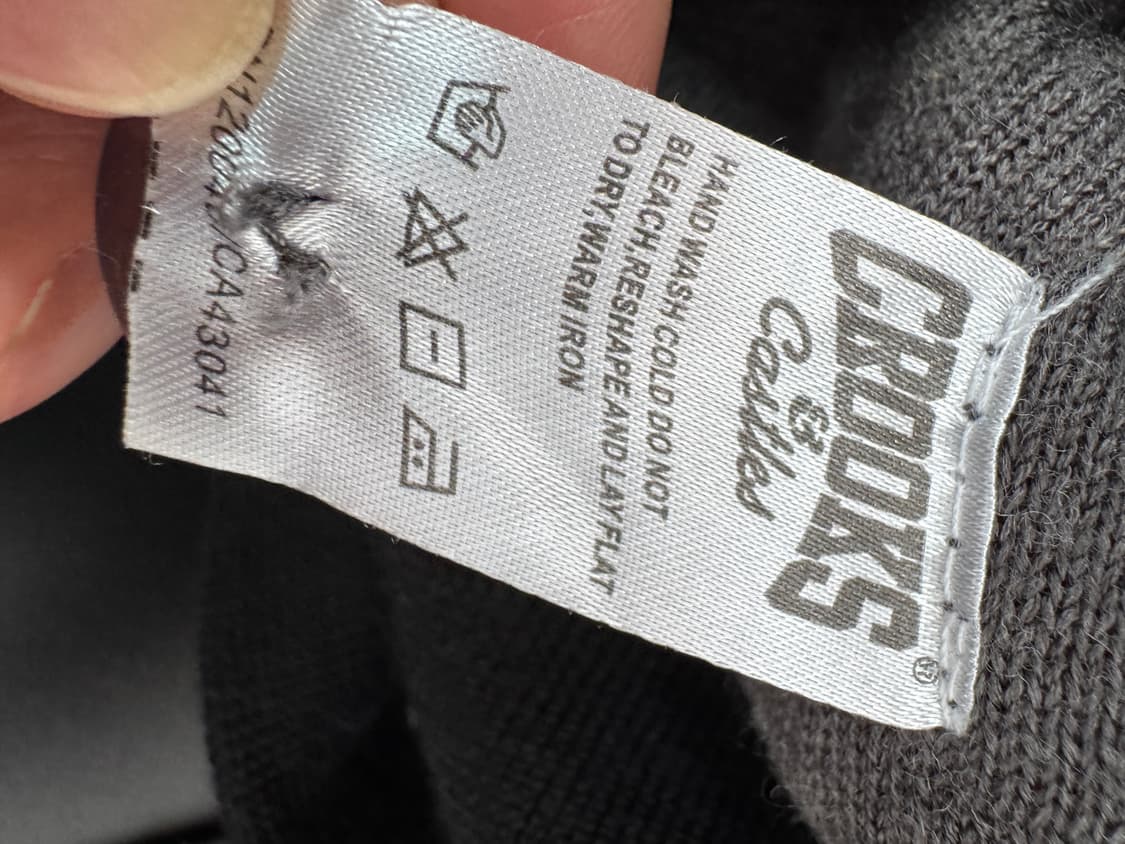 CROOKS
& Castles
HAND WASH COLD DO NOT
BLEACH,RESHAPE AND LAY FLAT
TO DRY,WARM IRON
/CA43041